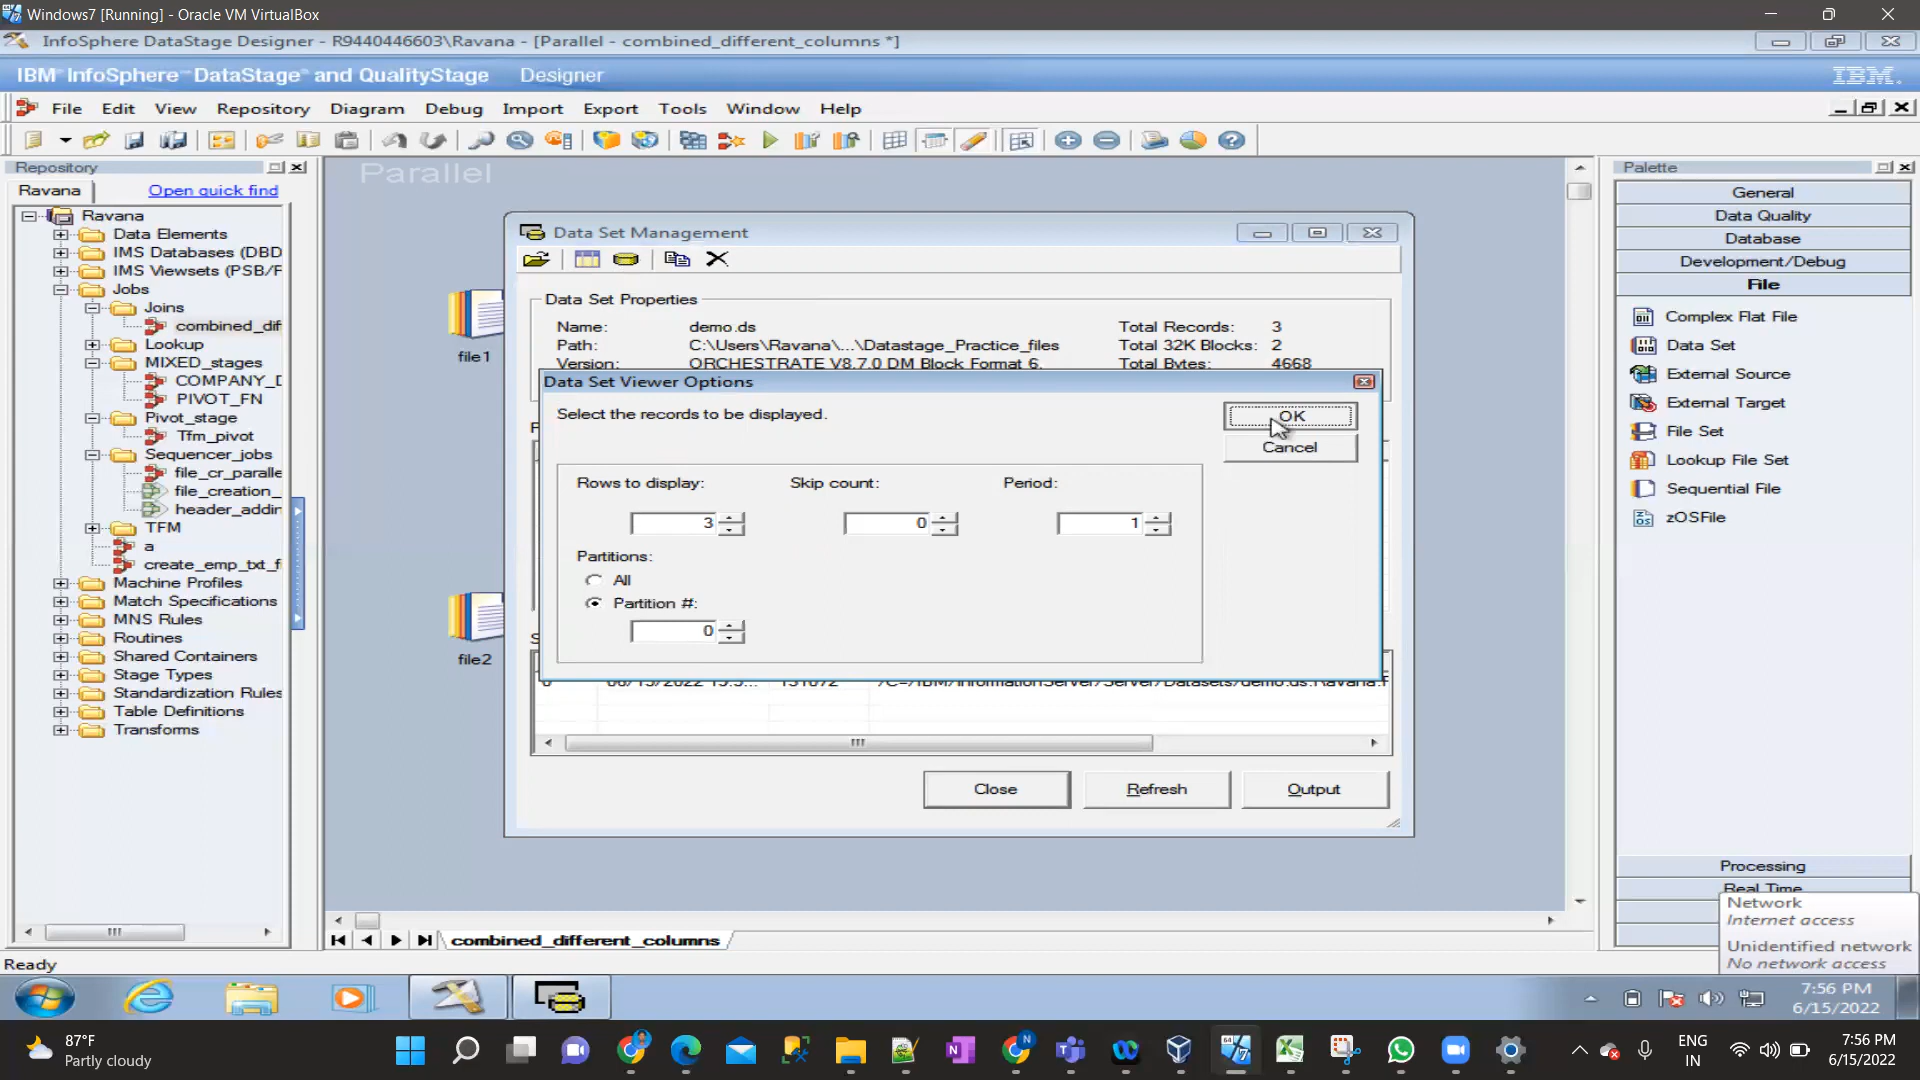 Windows7 [Running] - Oracle VM VirtualBox
InfoSphere DataStage Designer - R9440446603\Ravana - [Parallel - combined_different_columns *]
IBM InfoSphere DataStage and QualityStage Designer
IBM.
File Edit View Repository Diagram Debug Import Export Tools Window Help
Repository
Ravana Open quick find
Ravana
Data Elements
IMS Databases (DBD
IMS Viewsets (PSB/F
Jobs
Joins
combined_dif
Lookup
MIXED_stages
COMPANY_D
PIVOT_FN
Pivot_stage
Tfm_pivot
Sequencer_jobs
file_cr_paralle
file_creation_
header_addin
TFM
a
create_emp_txt_f
Machine Profiles
Match Specifications
MNS Rules
Routines
Shared Containers
Stage Types
Standardization Rules
Table Definitions
Transforms
Parallel
file1
file2
Data Set Management
Data Set Properties
Name: demo.ds Total Records: 3
Path: C:\Users\Ravana\...\Datastage_Practice_files Total 32K Blocks: 2
Version: ORCHESTRATE V8.7.0 DM Block Format 6. Total Bytes: 4668
Data Set Viewer Options
Select the records to be displayed.
OK
Cancel
Rows to display: Skip count: Period:
3 0 1
Partitions:
All
Partition #:
0
Close Refresh Output
combined_different_columns
Palette
General
Data Quality
Database
Development/Debug
File
Complex Flat File
Data Set
External Source
External Target
File Set
Lookup File Set
Sequential File
zOSFile
Processing
Real Time
Network
Internet access
Unidentified network
No network access
Ready
7:56 PM
6/15/2022
87°F
Partly cloudy
ENG
IN
7:56 PM
6/15/2022